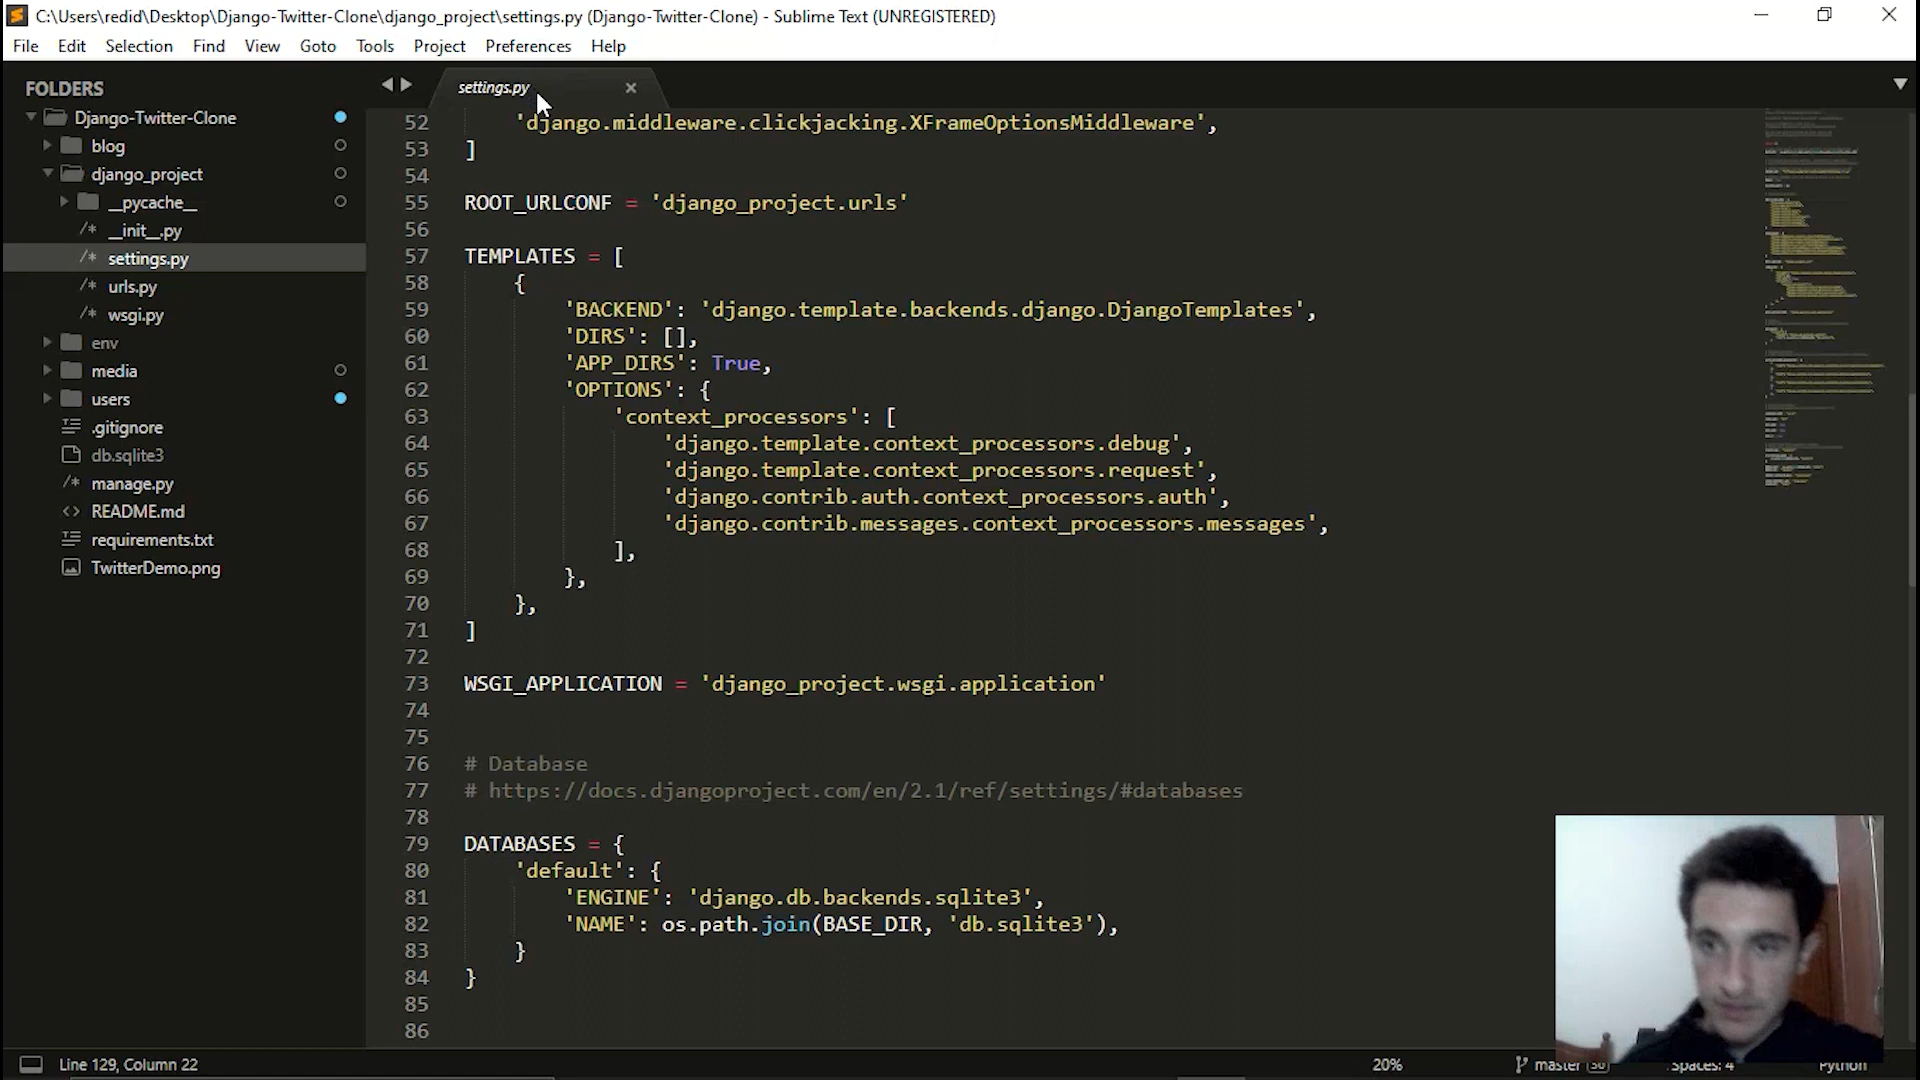 C:\Users\redid\Desktop\Django-Twitter-Clone\django_project\settings.py (Django-Twitter-Clone) - Sublime Text (UNREGISTERED)
File Edit Selection Find View Goto Tools Project Preferences Help
FOLDERS
Django-Twitter-Clone
blog
django_project
__pycache__
/* __init__.py
/* settings.py
/* urls.py
/* wsgi.py
env
media
users
.gitignore
db.sqlite3
/* manage.py
<> README.md
requirements.txt
TwitterDemo.png
settings.py
52 'django.middleware.clickjacking.XFrameOptionsMiddleware',
53 ]
54
55 ROOT_URLCONF = 'django_project.urls'
56
57 TEMPLATES = [
58 {
59 'BACKEND': 'django.template.backends.django.DjangoTemplates',
60 'DIRS': [],
61 'APP_DIRS': True,
62 'OPTIONS': {
63 'context_processors': [
64 'django.template.context_processors.debug',
65 'django.template.context_processors.request',
66 'django.contrib.auth.context_processors.auth',
67 'django.contrib.messages.context_processors.messages',
68 ],
69 },
70 },
71 ]
72
73 WSGI_APPLICATION = 'django_project.wsgi.application'
74
75
76 # Database
77 # https://docs.djangoproject.com/en/2.1/ref/settings/#databases
78
79 DATABASES = {
80 'default': {
81 'ENGINE': 'django.db.backends.sqlite3',
82 'NAME': os.path.join(BASE_DIR, 'db.sqlite3'),
83 }
84 }
85
86
Line 129, Column 22 20% master 30 Spaces: 4 Python